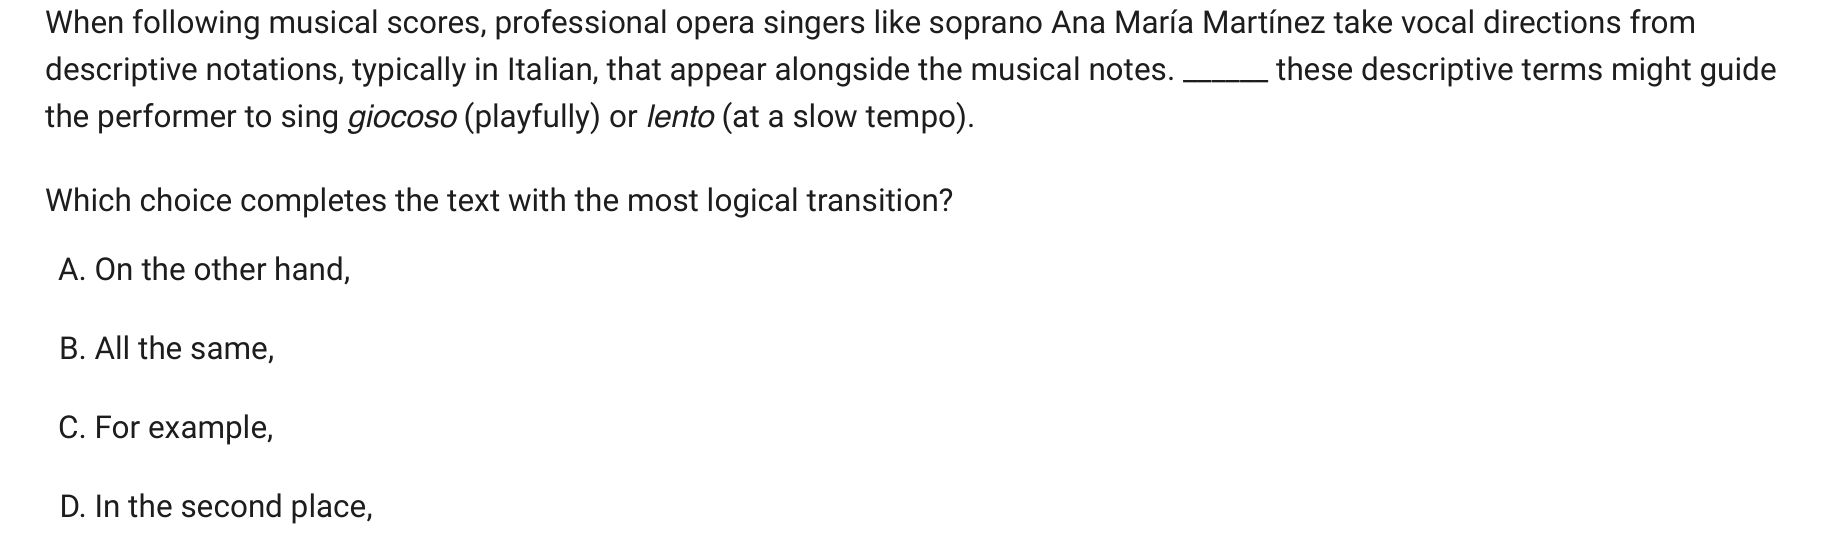 When following musical scores, professional opera singers like soprano Ana María Martínez take vocal directions from
descriptive notations, typically in Italian, that appear alongside the musical notes. ______ these descriptive terms might guide
the performer to sing giocoso (playfully) or lento (at a slow tempo).
Which choice completes the text with the most logical transition?
A. On the other hand,
B. All the same,
C. For example,
D. In the second place,